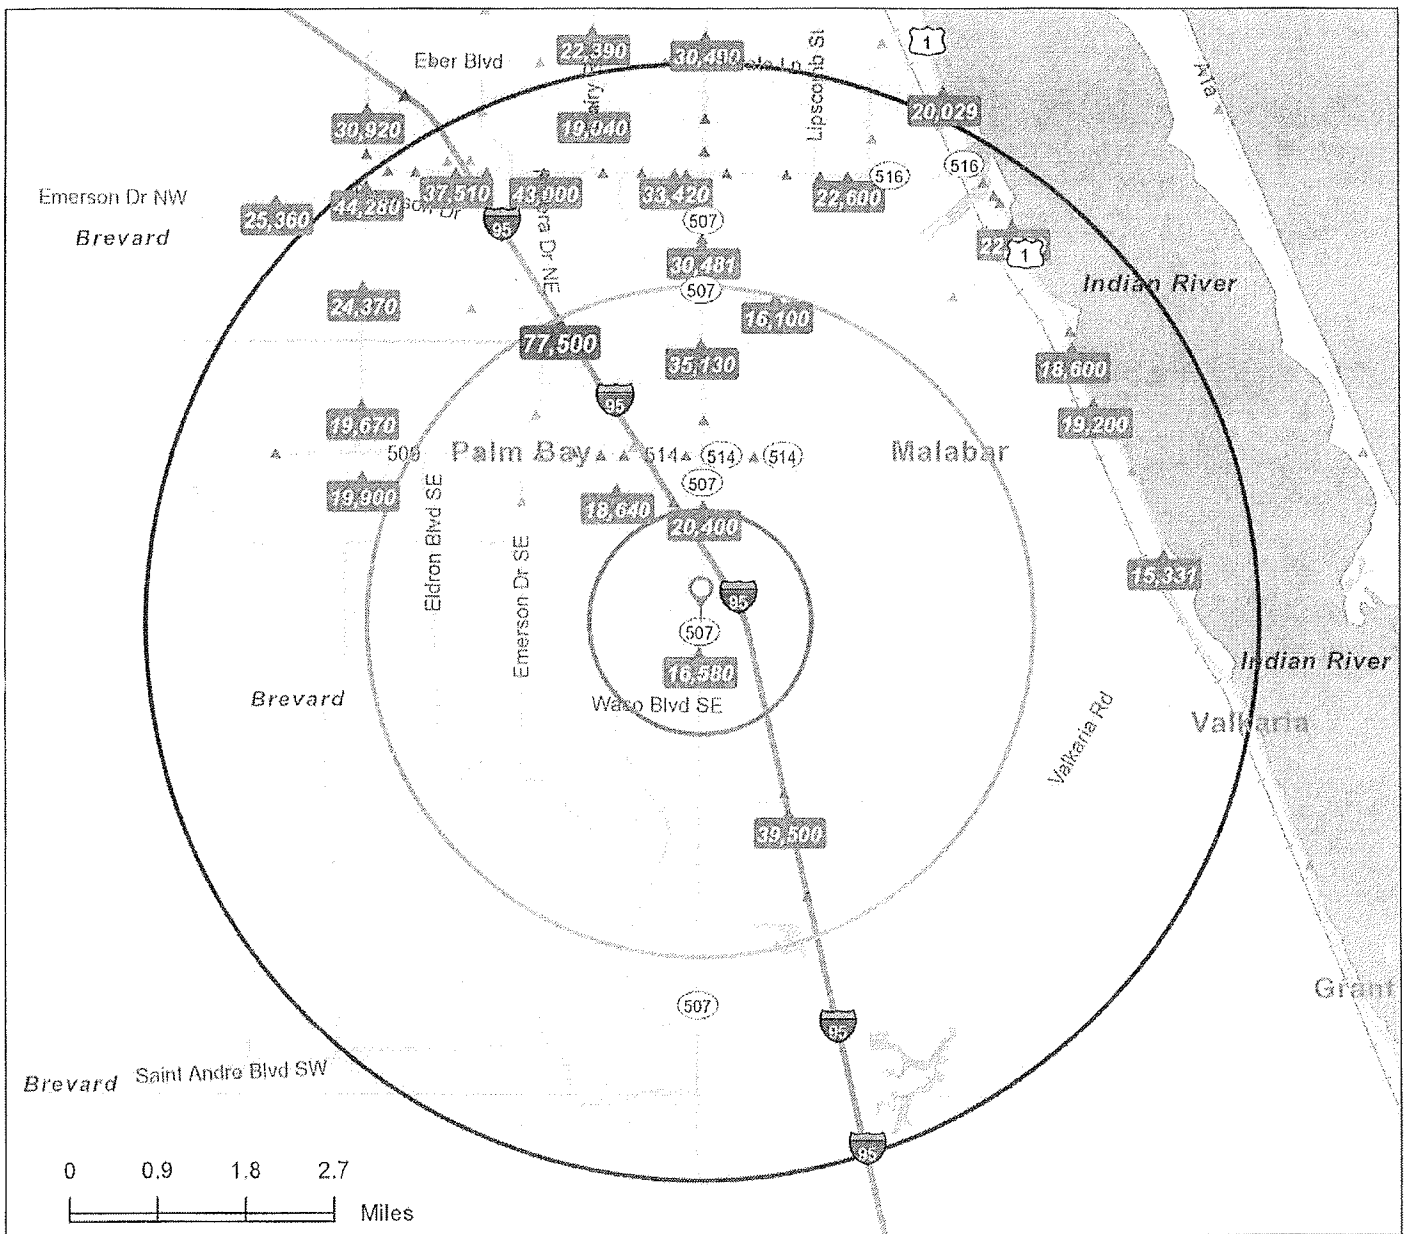 22,390
30,490
1
Eber Blvd
Lipscomb St
A1a
30,920
19,040
20,029
Emerson Dr NW
25,360
44,280
37,510
43,000
33,420
22,600
516
516
95
507
Brevard
Dr NE
30,481
1
Indian River
507
24,370
16,100
77,500
35,130
18,600
95
19,670
19,200
Palm Bay
514
514
514
Malabar
507
19,900
18,640
20,400
Eldron Blvd SE
Emerson Dr SE
95
15,331
507
16,580
Indian River
Brevard
Waco Blvd SE
Valkaria Rd
Valkaria
39,500
Grant
507
95
Brevard
Saint Andre Blvd SW
95
0
0.9
1.8
2.7
Miles